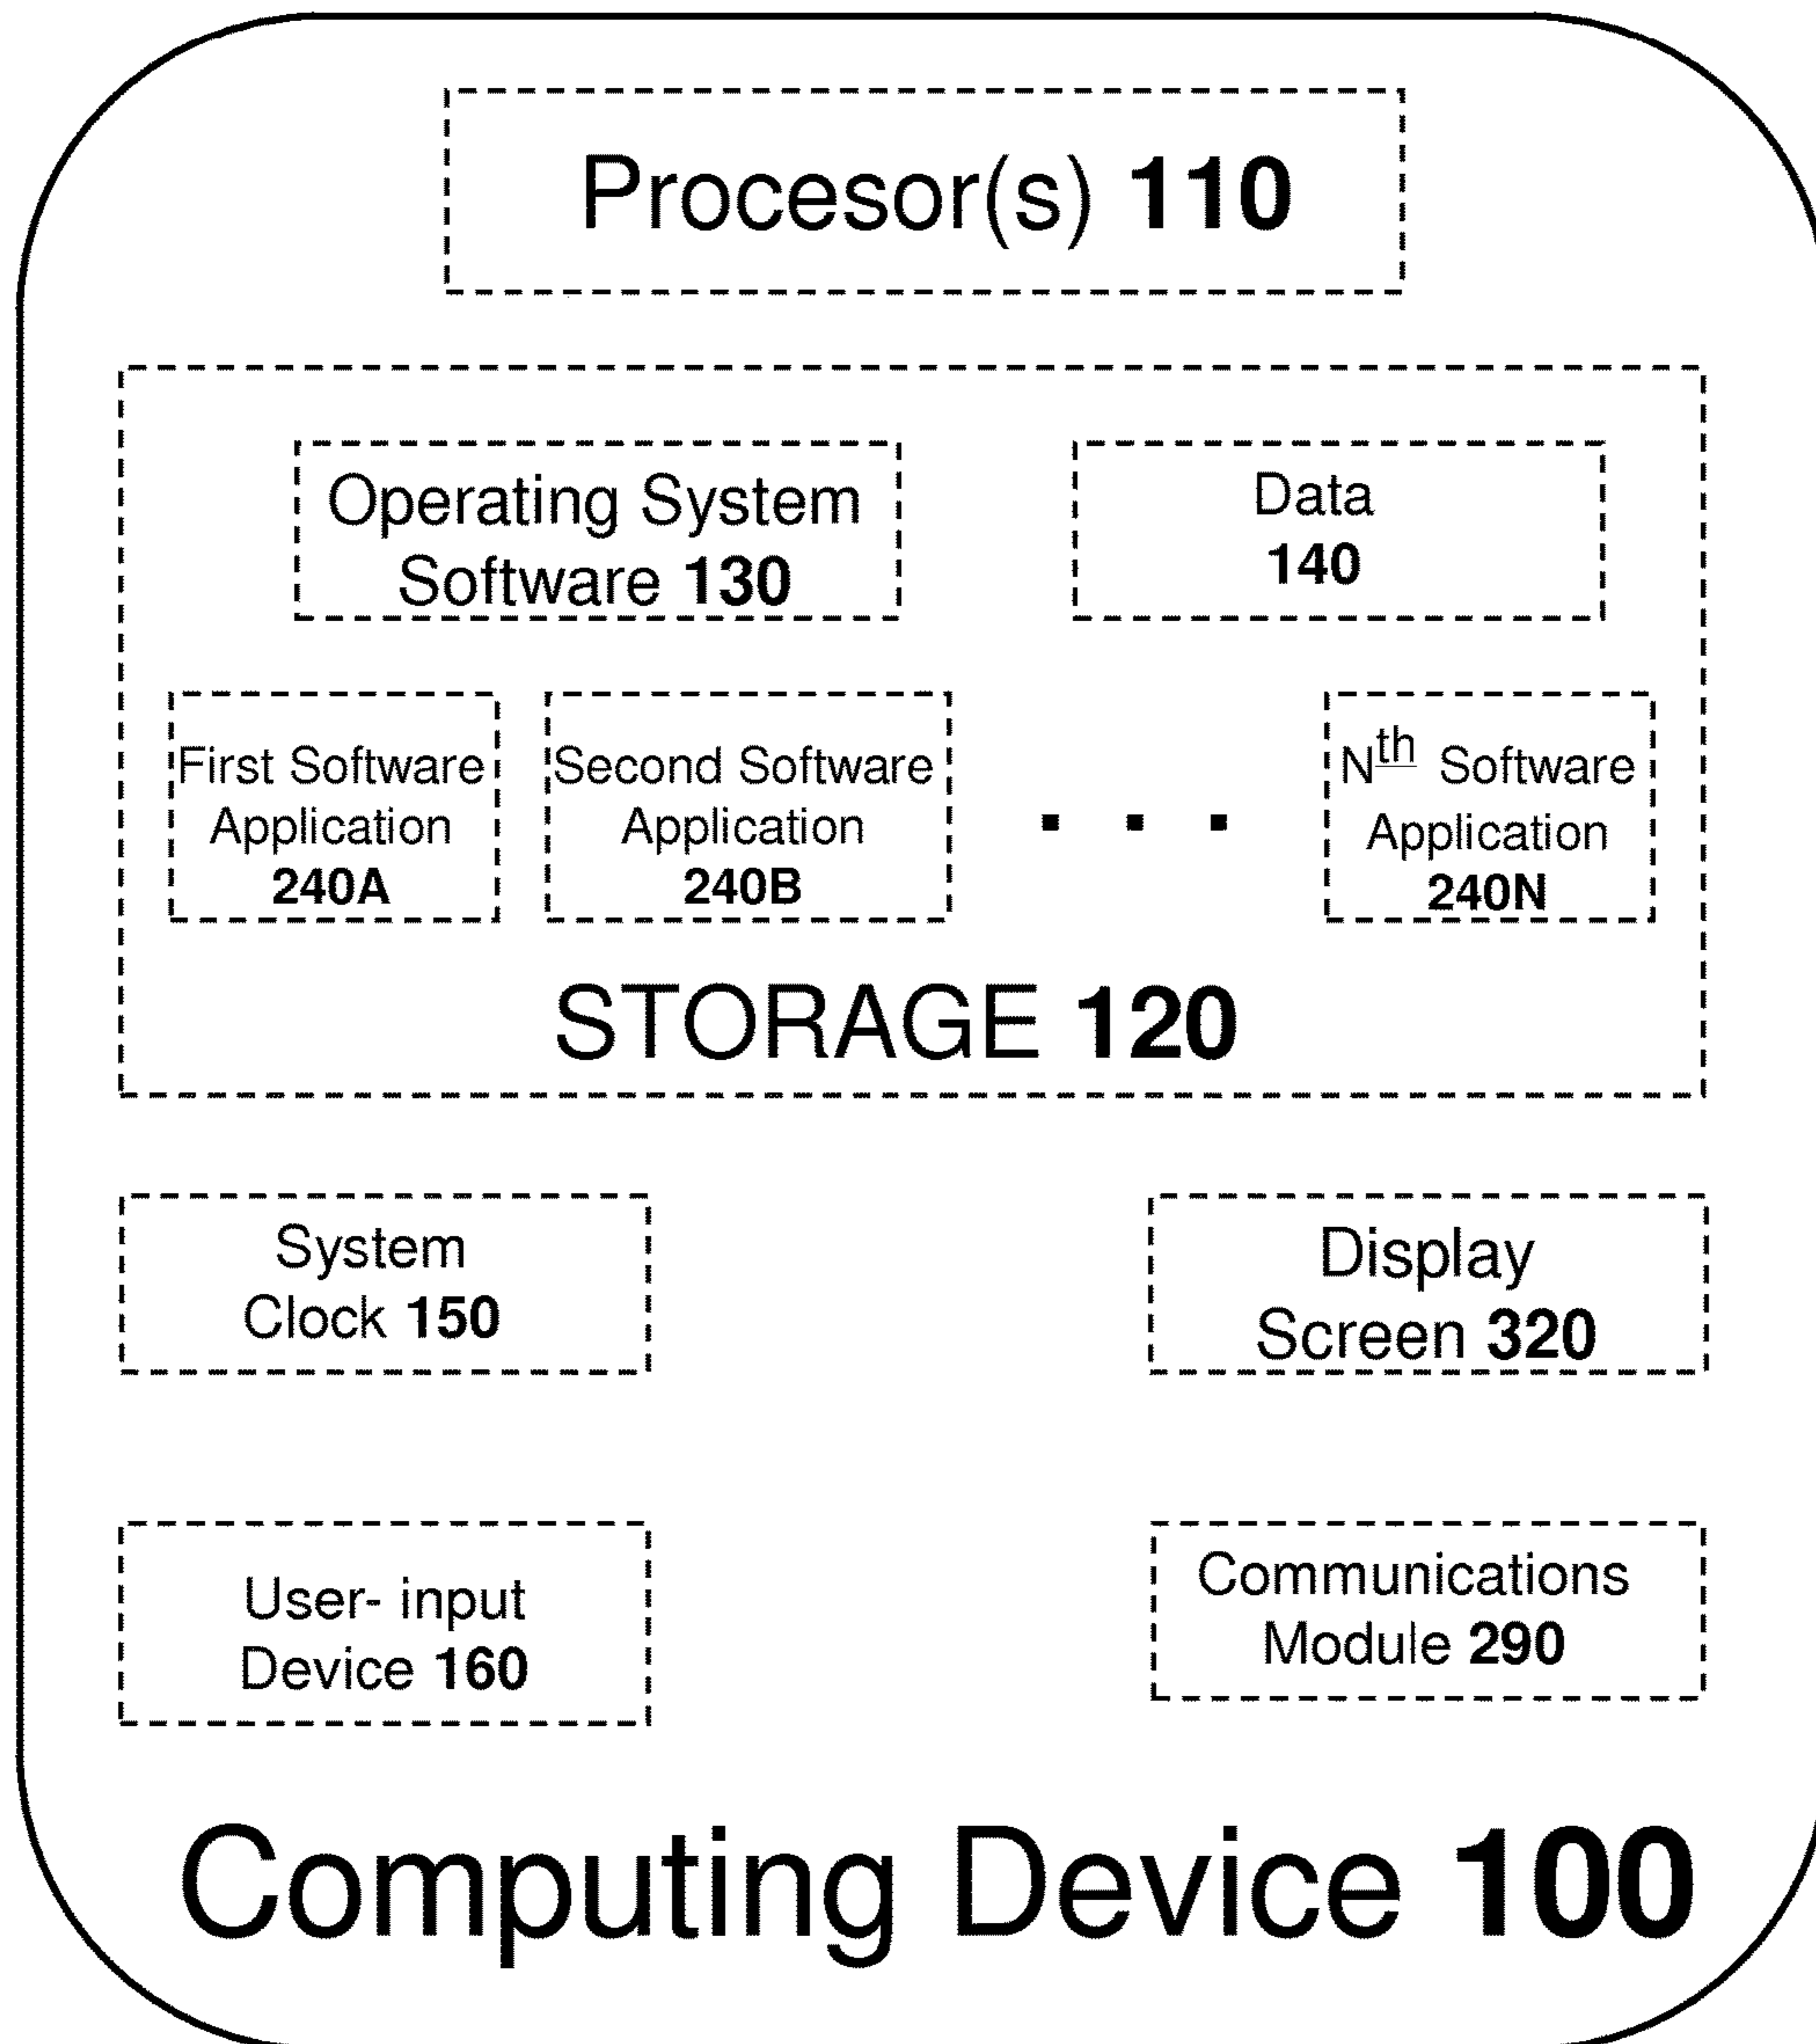 Procesor(s) 110
Operating System
Software 130
Data
140
First Software
Application
240A
Second Software
Application
240B
. . .
Nth Software
Application
240N
STORAGE 120
System
Clock 150
Display
Screen 320
User- input
Device 160
Communications
Module 290
Computing Device 100